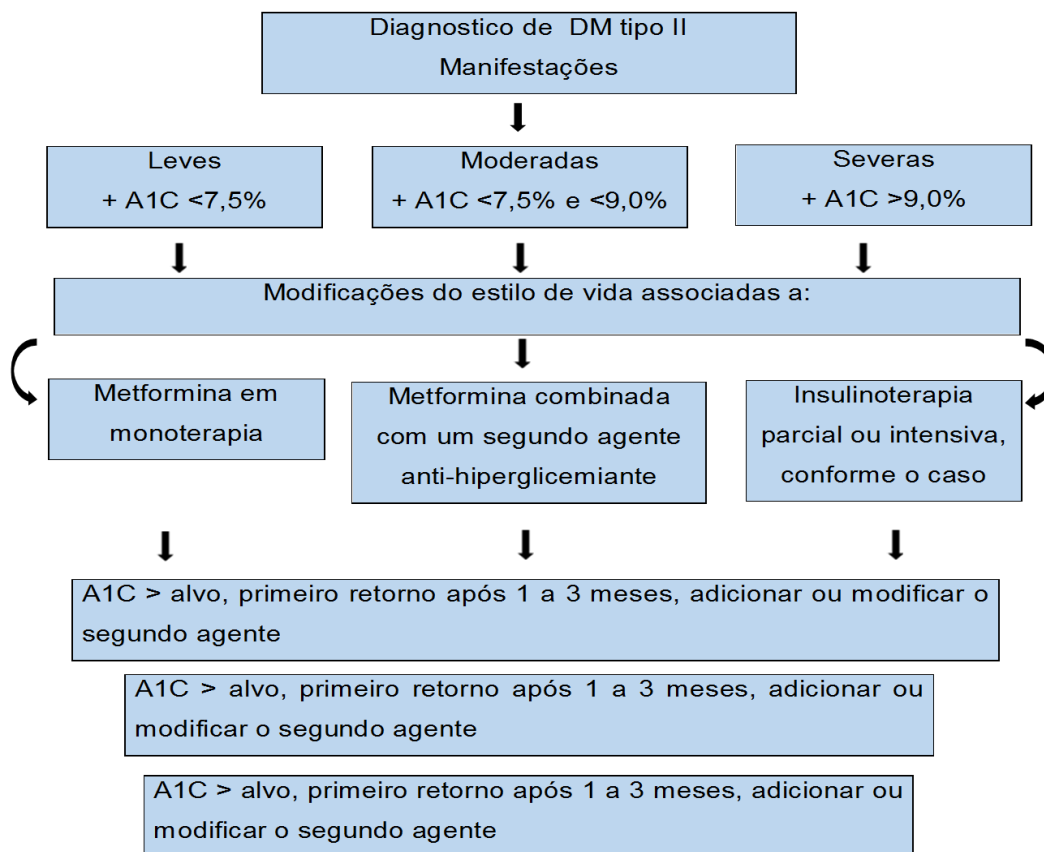 Diagnostico de DM tipo II
Manifestações
Leves
+ A1C <7,5%
Moderadas
+ A1C <7,5% e <9,0%
Severas
+ A1C >9,0%
Modificações do estilo de vida associadas a:
Metformina em
monoterapia
Metformina combinada
com um segundo agente
anti-hiperglicemiante
Insulinoterapia
parcial ou intensiva,
conforme o caso
A1C > alvo, primeiro retorno após 1 a 3 meses, adicionar ou modificar o
segundo agente
A1C > alvo, primeiro retorno após 1 a 3 meses, adicionar ou
modificar o segundo agente
A1C > alvo, primeiro retorno após 1 a 3 meses, adicionar ou
modificar o segundo agente